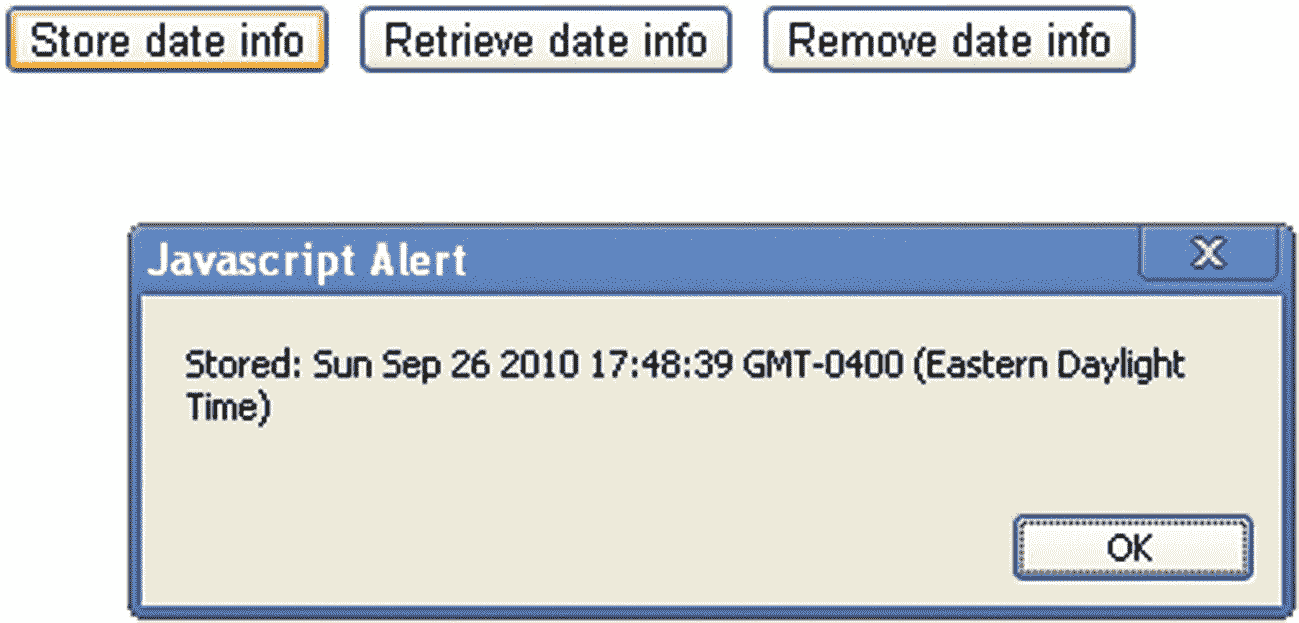 Store date info Retrieve date info Remove date info
Javascript Alert X
Stored: Sun Sep 26 2010 17:48:39 GMT-0400 (Eastern Daylight
Time)
OK